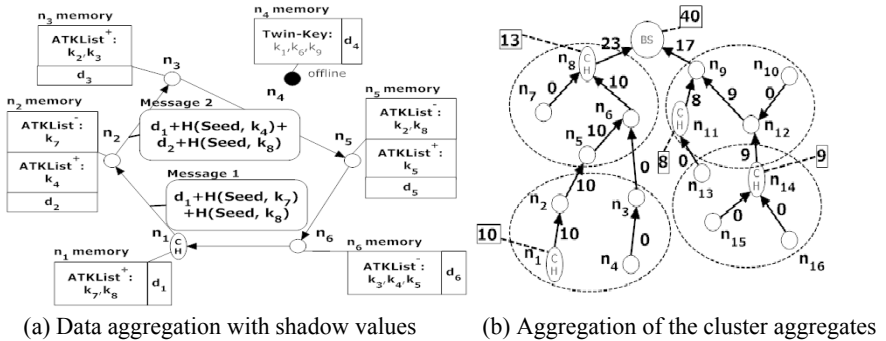 n3 memory
ATKList+:
k2,k3
d3
n3
n4 memory
Twin-Key:
k1,k6,k9
d4
offline
n4
n2 memory
ATKList-:
k7
ATKList+:
k4
d2
n2
Message 2
d1+H(Seed, k4)+
d2+H(Seed, k8)
n5 memory
ATKList-:
k2,k8
ATKList+:
k5
d5
n5
Message 1
d1+H(Seed, k7)
+H(Seed, k8)
n1
CH
n6
n1 memory
ATKList+:
k7,k8
d1
n6 memory
ATKList-:
k3,k4,k5
d6
(a) Data aggregation with shadow values
40
BS
13
23
17
n8
CH
n9
n10
n7
0
10
8
9
0
n6
CH
n11
n12
n5
10
8
0
9
9
n13
CH
n14
10
0
n2
n3
10
10
0
0
0
n1
CH
n4
n15
n16
(b) Aggregation of the cluster aggregates